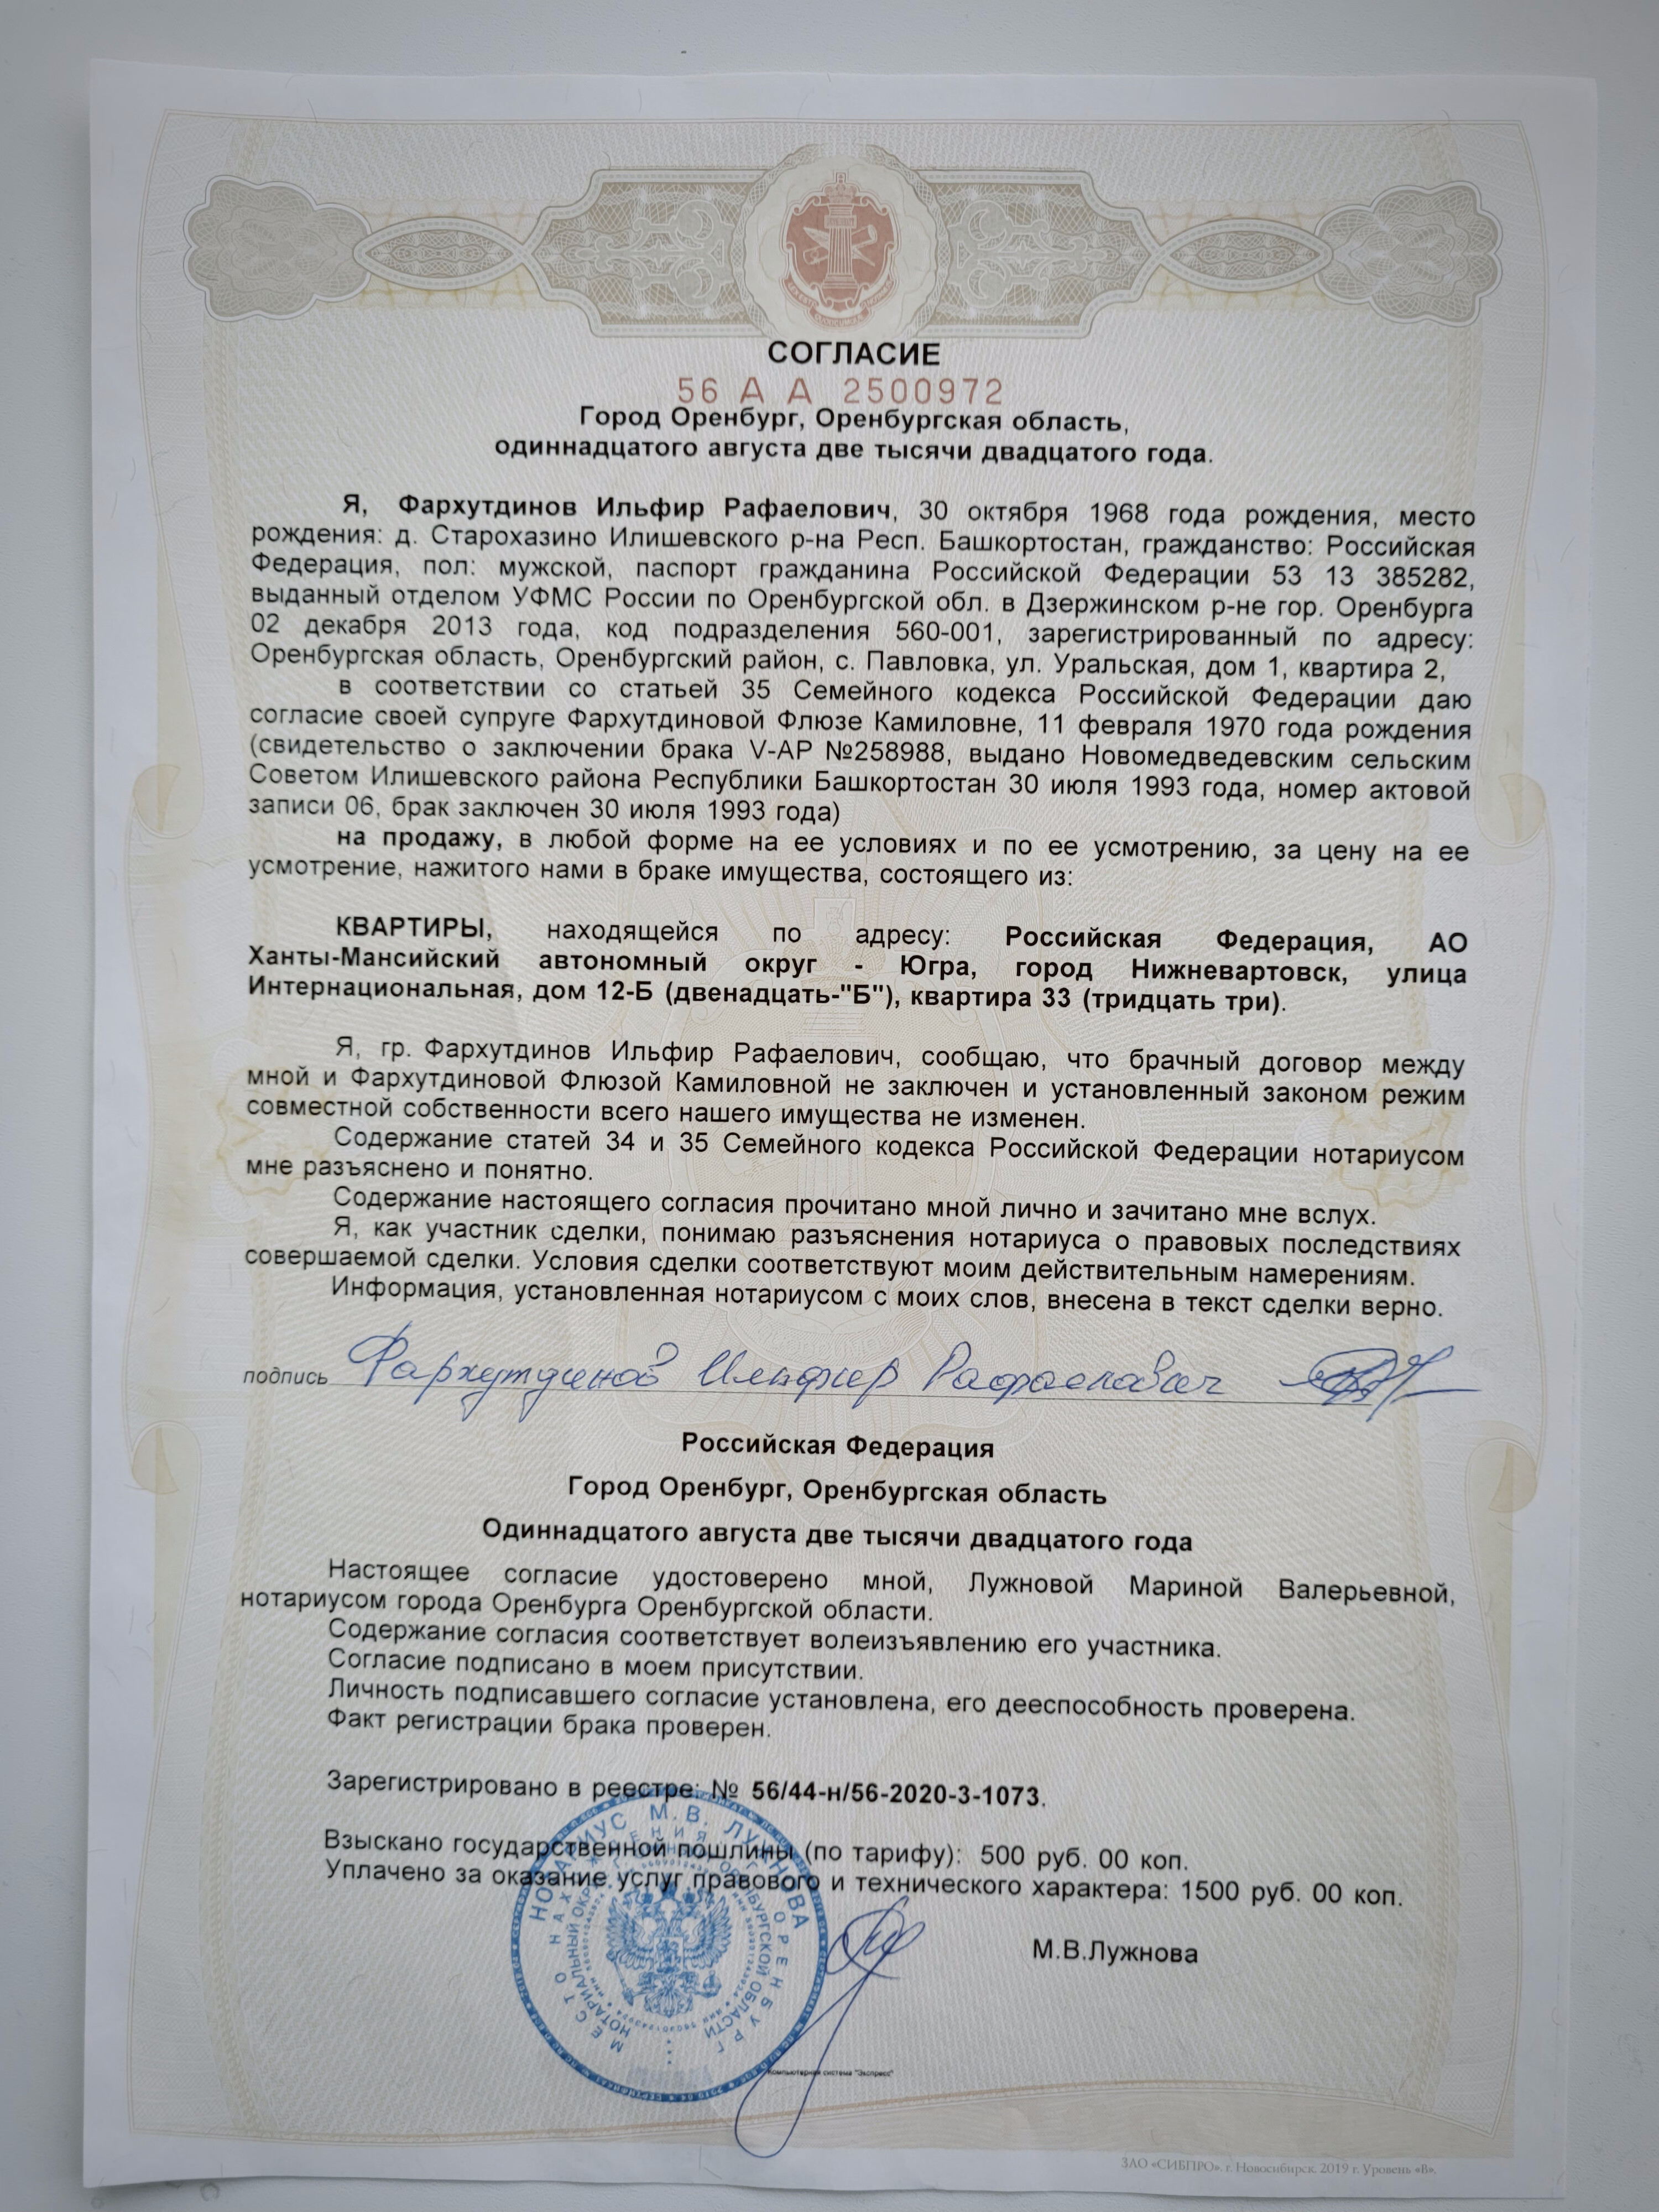 СОГЛАСИЕ
56 А А 2500972
Город Оренбург, Оренбургская область,
одиннадцатого августа две тысячи двадцатого года.
Я, Фархутдинов Ильфир Рафаелович, 30 октября 1968 года рождения, место
рождения: д. Старохазино Илишевского р-на Респ. Башкортостан, гражданство: Российская
Федерация, пол: мужской, паспорт гражданина Российской Федерации 53 13 385282,
выданный отделом УФМС России по Оренбургской обл. в Дзержинском р-не гор. Оренбурга
02 декабря 2013 года, код подразделения 560-001, зарегистрированный по адресу:
Оренбургская область, Оренбургский район, с. Павловка, ул. Уральская, дом 1, квартира 2,
в соответствии со статьей 35 Семейного кодекса Российской Федерации даю
согласие своей супруге Фархутдиновой Флюзе Камиловне, 11 февраля 1970 года рождения
(свидетельство о заключении брака V-АР №258988, выдано Новомедведевским сельским
Советом Илишевского района Республики Башкортостан 30 июля 1993 года, номер актовой
записи 06, брак заключен 30 июля 1993 года)
на продажу, в любой форме на ее условиях и по ее усмотрению, за цену на ее
усмотрение, нажитого нами в браке имущества, состоящего из:
КВАРТИРЫ, находящейся по адресу: Российская Федерация, АО
Ханты-Мансийский автономный округ - Югра, город Нижневартовск, улица
Интернациональная, дом 12-Б (двенадцать-"Б"), квартира 33 (тридцать три).
Я, гр. Фархутдинов Ильфир Рафаелович, сообщаю, что брачный договор между
мной и Фархутдиновой Флюзой Камиловной не заключен и установленный законом режим
совместной собственности всего нашего имущества не изменен.
Содержание статей 34 и 35 Семейного кодекса Российской Федерации нотариусом
мне разъяснено и понятно.
Содержание настоящего согласия прочитано мной лично и зачитано мне вслух.
Я, как участник сделки, понимаю разъяснения нотариуса о правовых последствиях
совершаемой сделки. Условия сделки соответствуют моим действительным намерениям.
Информация, установленная нотариусом с моих слов, внесена в текст сделки верно.
подпись Фархутдинов Ильфир Рафаелович
Российская Федерация
Город Оренбург, Оренбургская область
Одиннадцатого августа две тысячи двадцатого года
Настоящее согласие удостоверено мной, Лужновой Мариной Валерьевной,
нотариусом города Оренбурга Оренбургской области.
Содержание согласия соответствует волеизъявлению его участника.
Согласие подписано в моем присутствии.
Личность подписавшего согласие установлена, его дееспособность проверена.
Факт регистрации брака проверен.
Зарегистрировано в реестре: № 56/44-н/56-2020-3-1073.
Взыскано государственной пошлины (по тарифу): 500 руб. 00 коп.
Уплачено за оказание услуг правового и технического характера: 1500 руб. 00 коп.
НОТАРИУС М.В. ЛУЖНОВА
МЕСТО НАХОЖДЕНИЯ Г. ОРЕНБУРГ
НОТАРИАЛЬНЫЙ ОКРУГ ОРЕНБУРГСКОЙ ОБЛАСТИ
М.В.Лужнова
Компьютерная система "Экспресс"
ЗАО «СИБПРО», г. Новосибирск, 2019 г. Уровень «В».